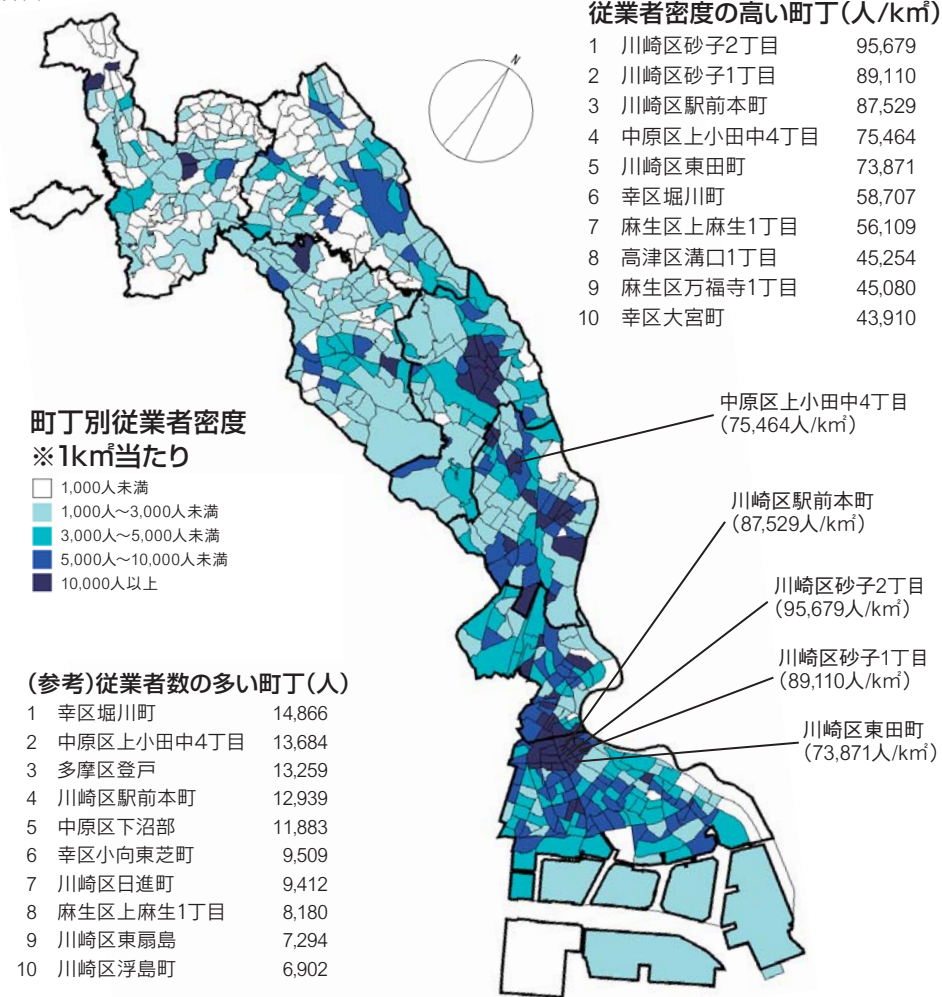 従業者密度の高い町丁(人/k㎡)
1 川崎区砂子2丁目 95,679
2 川崎区砂子1丁目 89,110
3 川崎区駅前本町 87,529
4 中原区上小田中4丁目 75,464
5 川崎区東田町 73,871
6 幸区堀川町 58,707
7 麻生区上麻生1丁目 56,109
8 高津区溝口1丁目 45,254
9 麻生区万福寺1丁目 45,080
10 幸区大宮町 43,910
N
町丁別従業者密度
※1k㎡当たり
1,000人未満
1,000人~3,000人未満
3,000人~5,000人未満
5,000人~10,000人未満
10,000人以上
中原区上小田中4丁目
(75,464人/k㎡)
川崎区駅前本町
(87,529人/k㎡)
川崎区砂子2丁目
(95,679人/k㎡)
川崎区砂子1丁目
(89,110人/k㎡)
川崎区東田町
(73,871人/k㎡)
(参考)従業者数の多い町丁(人)
1 幸区堀川町 14,866
2 中原区上小田中4丁目 13,684
3 多摩区登戸 13,259
4 川崎区駅前本町 12,939
5 中原区下沼部 11,883
6 幸区小向東芝町 9,509
7 川崎区日進町 9,412
8 麻生区上麻生1丁目 8,180
9 川崎区東扇島 7,294
10 川崎区浮島町 6,902